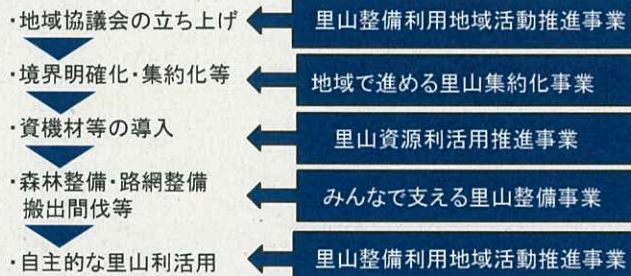 ・地域協議会の立ち上げ
里山整備利用地域活動推進事業
・境界明確化・集約化等
地域で進める里山集約化事業
・資機材等の導入
里山資源利活用推進事業
・森林整備・路網整備
搬出間伐等
みんなで支える里山整備事業
・自主的な里山利活用
里山整備利用地域活動推進事業